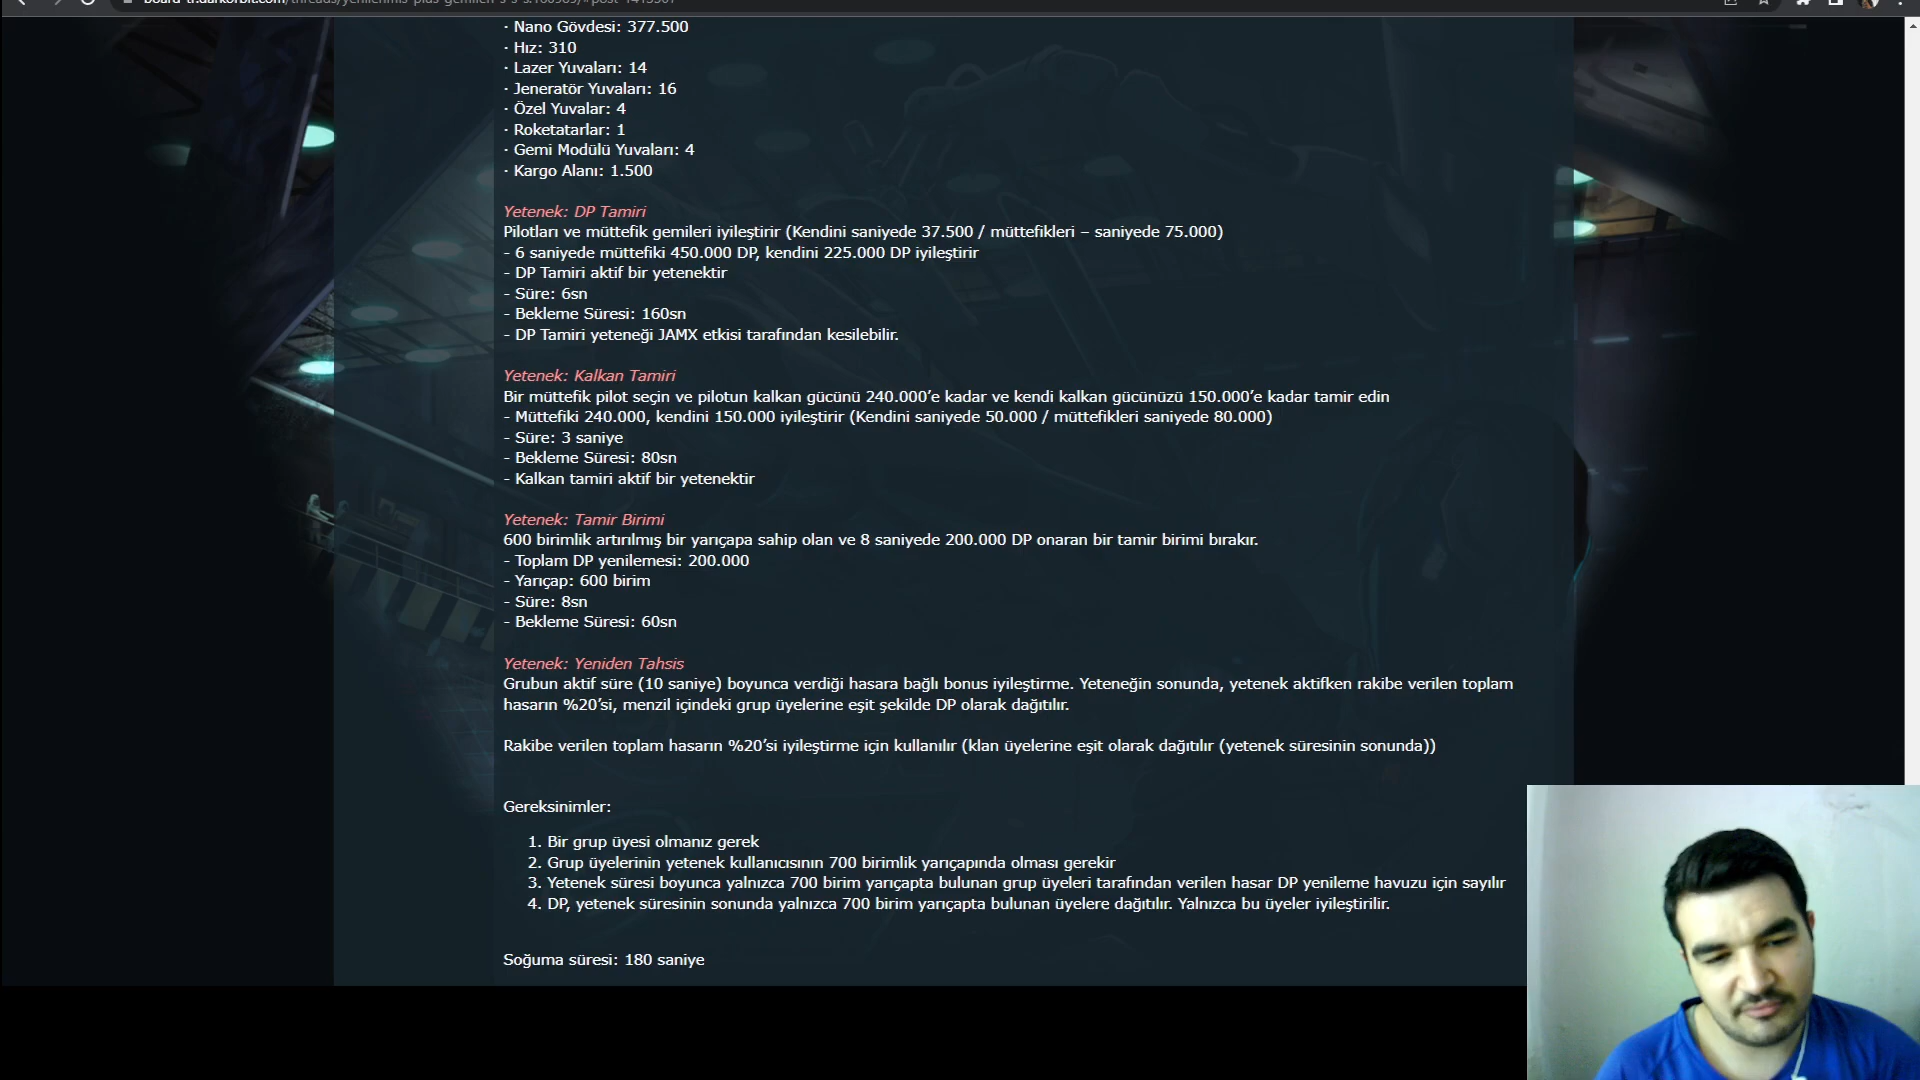 · Nano Gövdesi: 377.500
· Hız: 310
· Lazer Yuvaları: 14
· Jeneratör Yuvaları: 16
· Özel Yuvalar: 4
· Roketatarlar: 1
· Gemi Modülü Yuvaları: 4
· Kargo Alanı: 1.500
Yetenek: DP Tamiri
Pilotları ve müttefik gemileri iyileştirir (Kendini saniyede 37.500 / müttefikleri – saniyede 75.000)
- 6 saniyede müttefiki 450.000 DP, kendini 225.000 DP iyileştirir
- DP Tamiri aktif bir yetenektir
- Süre: 6sn
- Bekleme Süresi: 160sn
- DP Tamiri yeteneği JAMX etkisi tarafından kesilebilir.
Yetenek: Kalkan Tamiri
Bir müttefik pilot seçin ve pilotun kalkan gücünü 240.000’e kadar ve kendi kalkan gücünüzü 150.000’e kadar tamir edin
- Müttefiki 240.000, kendini 150.000 iyileştirir (Kendini saniyede 50.000 / müttefikleri saniyede 80.000)
- Süre: 3 saniye
- Bekleme Süresi: 80sn
- Kalkan tamiri aktif bir yetenektir
Yetenek: Tamir Birimi
600 birimlik artırılmış bir yarıçapa sahip olan ve 8 saniyede 200.000 DP onaran bir tamir birimi bırakır.
- Toplam DP yenilemesi: 200.000
- Yarıçap: 600 birim
- Süre: 8sn
- Bekleme Süresi: 60sn
Yetenek: Yeniden Tahsis
Grubun aktif süre (10 saniye) boyunca verdiği hasara bağlı bonus iyileştirme. Yeteneğin sonunda, yetenek aktifken rakibe verilen toplam
hasarın %20’si, menzil içindeki grup üyelerine eşit şekilde DP olarak dağıtılır.
Rakibe verilen toplam hasarın %20’si iyileştirme için kullanılır (klan üyelerine eşit olarak dağıtılır (yetenek süresinin sonunda))
Gereksinimler:
1. Bir grup üyesi olmanız gerek
2. Grup üyelerinin yetenek kullanıcısının 700 birimlik yarıçapında olması gerekir
3. Yetenek süresi boyunca yalnızca 700 birim yarıçapta bulunan grup üyeleri tarafından verilen hasar DP yenileme havuzu için sayılır
4. DP, yetenek süresinin sonunda yalnızca 700 birim yarıçapta bulunan üyelere dağıtılır. Yalnızca bu üyeler iyileştirilir.
Soğuma süresi: 180 saniye